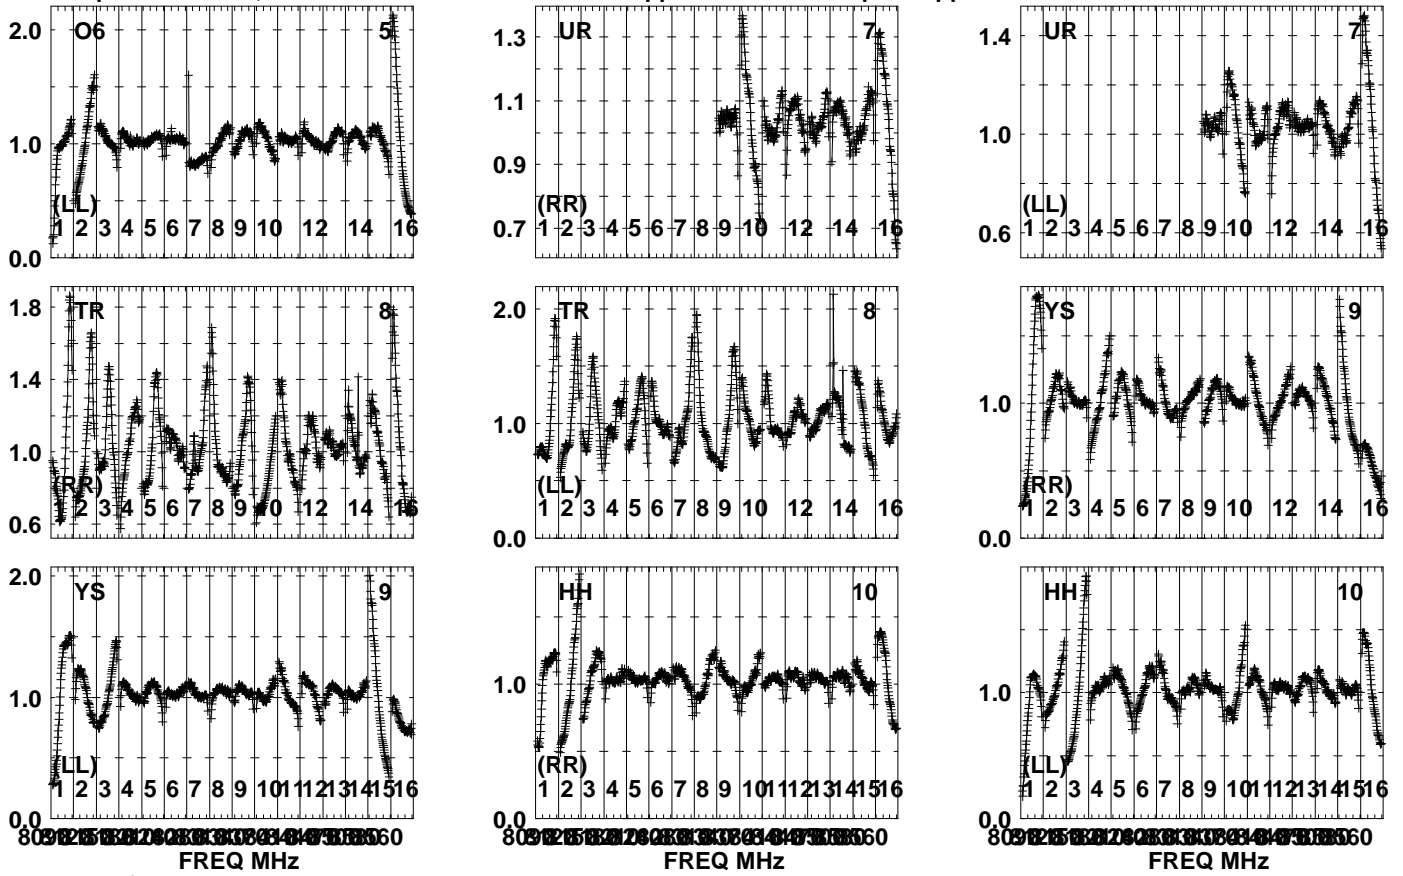 O6 5
2.0
1.0
0.0
(LL)
1 2 3 4 5 6 7 8 9 10 12 14 16
UR 7
1.3
1.1
0.9
0.7
(RR)
1 2 3 4 5 6 7 8 9 10 12 14 16
UR 7
1.4
1.0
0.6
(LL)
1 2 3 4 5 6 7 8 9 10 12 14 16
TR 8
1.8
1.4
1.0
0.6
(RR)
2 3 4 5 6 7 8 9 10 12 14 16
TR 8
2.0
1.0
0.0
(LL)
1 2 3 4 5 6 7 8 9 10 12 14 16
YS 9
1.0
0.0
(RR)
1 2 3 4 5 6 7 8 9 10 12 14 16
YS 9
2.0
1.0
0.0
(LL)
1 2 3 4 5 6 7 8 9 10 11 12 13 14 15 16
FREQ MHz
HH 10
1.0
0.0
(RR)
1 2 3 4 5 6 7 8 9 10 11 12 13 14 15 16
FREQ MHz
HH 10
1.0
0.0
(LL)
1 2 3 4 5 6 7 8 9 10 11 12 13 14 15 16
FREQ MHz